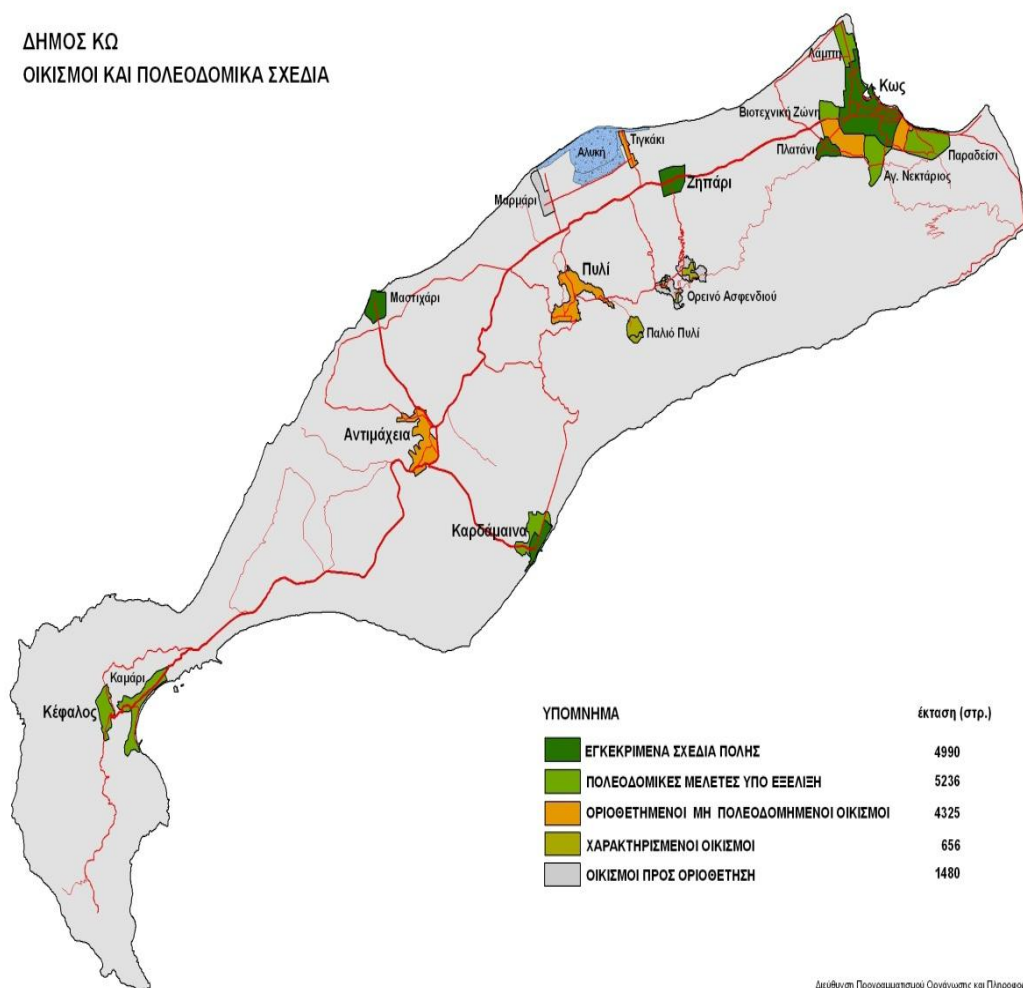 ΔΗΜΟΣ ΚΩ
ΟΙΚΙΣΜΟΙ ΚΑΙ ΠΟΛΕΟΔΟΜΙΚΑ ΣΧΕΔΙΑ
Λάμπη
Κως
Βιοτεχνική Ζώνη
Πλατάνι
Παραδείσι
Αγ. Νεκτάριος
Τιγκάκι
Αλυκή
Ζηπάρι
Μαρμάρι
Πυλί
Ορεινό Ασφενδιού
Παλιό Πυλί
Μαστιχάρι
Αντιμάχεια
Καρδάμαινα
Καμάρι
Κέφαλος
ΥΠΟΜΝΗΜΑ έκταση (στρ.)
ΕΓΚΕΚΡΙΜΕΝΑ ΣΧΕΔΙΑ ΠΟΛΗΣ 4990
ΠΟΛΕΟΔΟΜΙΚΕΣ ΜΕΛΕΤΕΣ ΥΠΟ ΕΞΕΛΙΞΗ 5236
ΟΡΙΟΘΕΤΗΜΕΝΟΙ ΜΗ ΠΟΛΕΟΔΟΜΗΜΕΝΟΙ ΟΙΚΙΣΜΟΙ 4325
ΧΑΡΑΚΤΗΡΙΣΜΕΝΟΙ ΟΙΚΙΣΜΟΙ 656
ΟΙΚΙΣΜΟΙ ΠΡΟΣ ΟΡΙΟΘΕΤΗΣΗ 1480
Διεύθυνση Προγραμματισμού Οργάνωσης και Πληροφορ